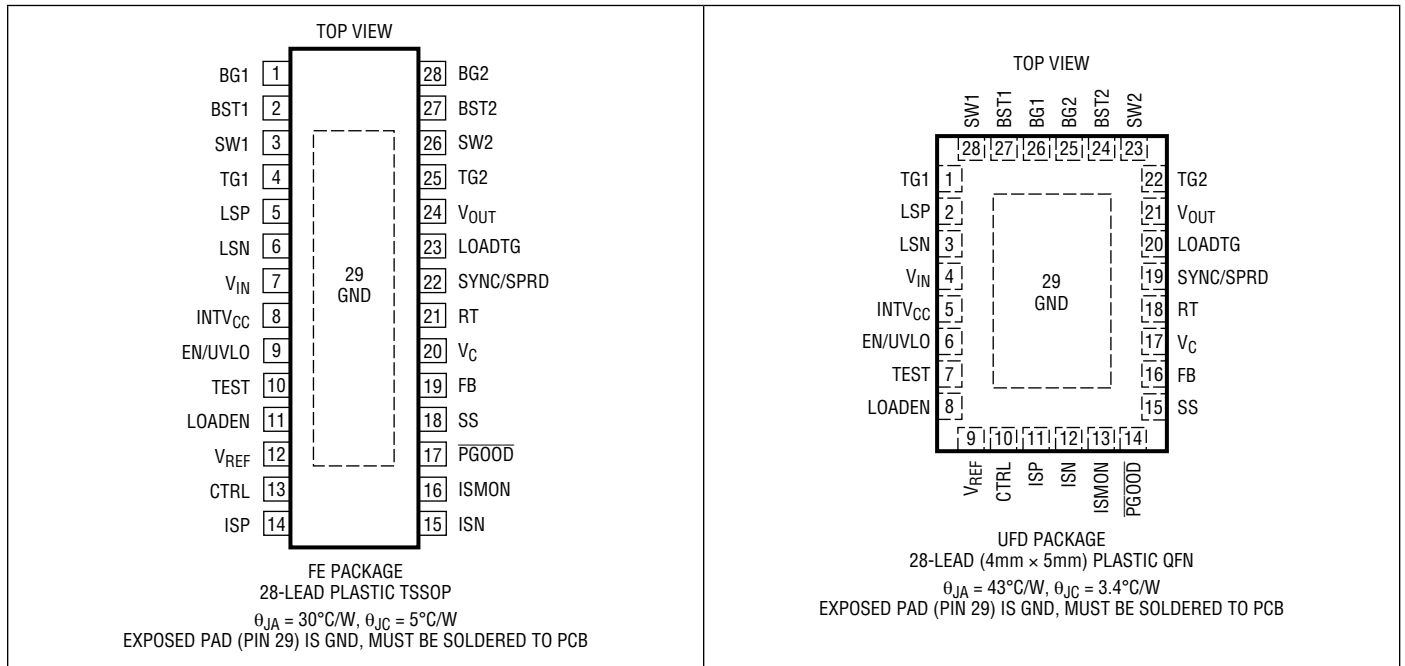 TOP VIEW
BG1 1
BST1 2
SW1 3
TG1 4
LSP 5
LSN 6
VIN 7
INTVCC 8
EN/UVLO 9
TEST 10
LOADEN 11
VREF 12
CTRL 13
ISP 14
28 BG2
27 BST2
26 SW2
25 TG2
24 VOUT
23 LOADTG
22 SYNC/SPRD
21 RT
20 VC
19 FB
18 SS
17 PGOOD
16 ISMON
15 ISN
29
GND
FE PACKAGE
28-LEAD PLASTIC TSSOP
θJA = 30°C/W, θJC = 5°C/W
EXPOSED PAD (PIN 29) IS GND, MUST BE SOLDERED TO PCB
TOP VIEW
SW1 BST1 BG1 BG2 BST2 SW2
28 27 26 25 24 23
TG1 1
LSP 2
LSN 3
VIN 4
INTVCC 5
EN/UVLO 6
TEST 7
LOADEN 8
22 TG2
21 VOUT
20 LOADTG
19 SYNC/SPRD
18 RT
17 VC
16 FB
15 SS
29
GND
9 10 11 12 13 14
VREF CTRL ISP ISN ISMON PGOOD
UFD PACKAGE
28-LEAD (4mm × 5mm) PLASTIC QFN
θJA = 43°C/W, θJC = 3.4°C/W
EXPOSED PAD (PIN 29) IS GND, MUST BE SOLDERED TO PCB